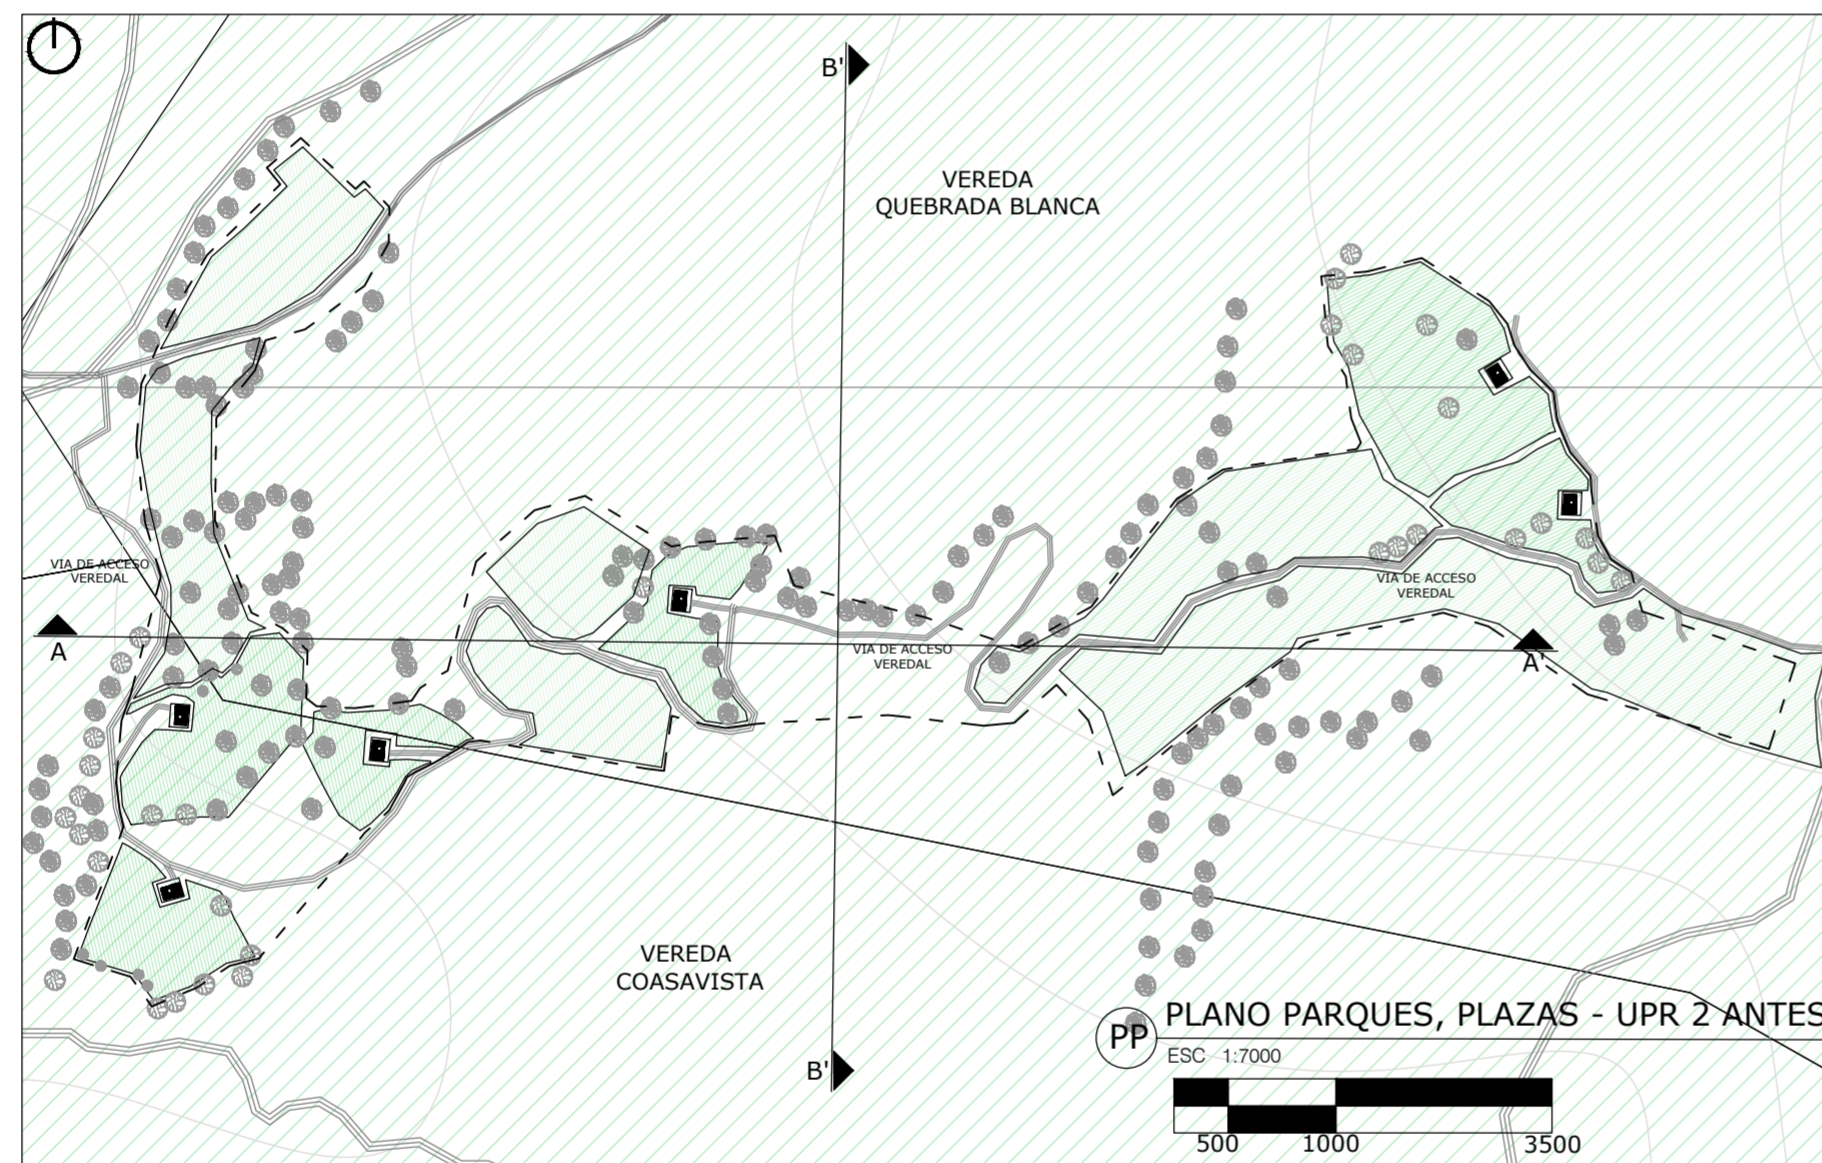 B'
VEREDA
QUEBRADA BLANCA
VIA DE ACCESO
VEREDAL
VIA DE ACCESO
VEREDAL
A
VIA DE ACCESO
VEREDAL
A'
VEREDA
COASAVISTA
B'
PP
PLANO PARQUES, PLAZAS - UPR 2 ANTES
ESC 1:7000
500 1000 3500